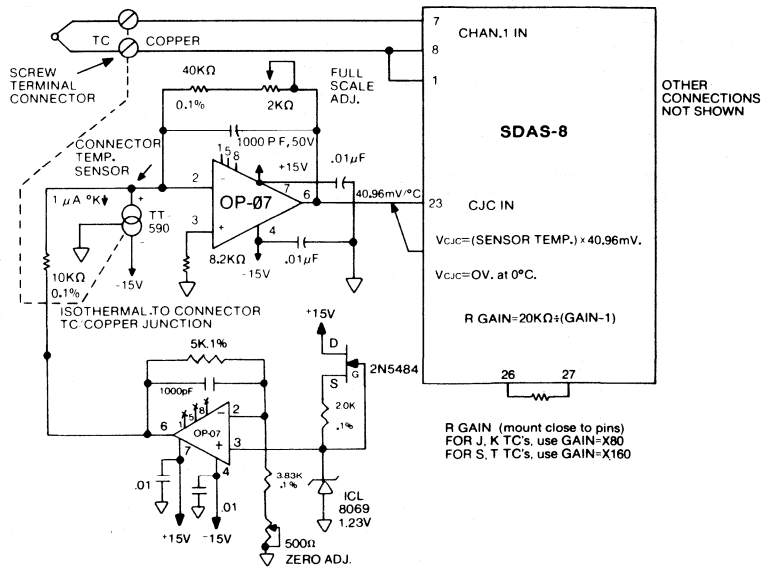 TC COPPER
SCREW
TERMINAL
CONNECTOR
40KΩ
0.1%
2KΩ
FULL
SCALE
ADJ.
1000 P F, 50V
CONNECTOR
TEMP.
SENSOR
1 μA °K
TT
590
+
-
-15V
10KΩ
0.1%
ISOTHERMAL TO CONNECTOR
TC COPPER JUNCTION
1 5 8
2
-
OP-07
3
+
7
6
4
+15V
-15V
8.2KΩ
.01μF
.01μF
40.96mV/°C
7
8
1
23
CHAN.1 IN
SDAS-8
CJC IN
VCJC=(SENSOR TEMP.) x 40.96mV.
VCJC=OV. at 0°C.
R GAIN=20KΩ÷(GAIN-1)
26 27
OTHER
CONNECTIONS
NOT SHOWN
R GAIN (mount close to pins)
FOR J, K TC's, use GAIN=X80
FOR S, T TC's, use GAIN=X160
5K.1%
1000pF
1 5 8
6
OP-07
-
+
2
3
7
4
.01
.01
+15V
-15V
3.83K
.1%
500Ω
ZERO ADJ.
+15V
D
S
G
2N5484
2.0K
.1%
ICL
8069
1.23V